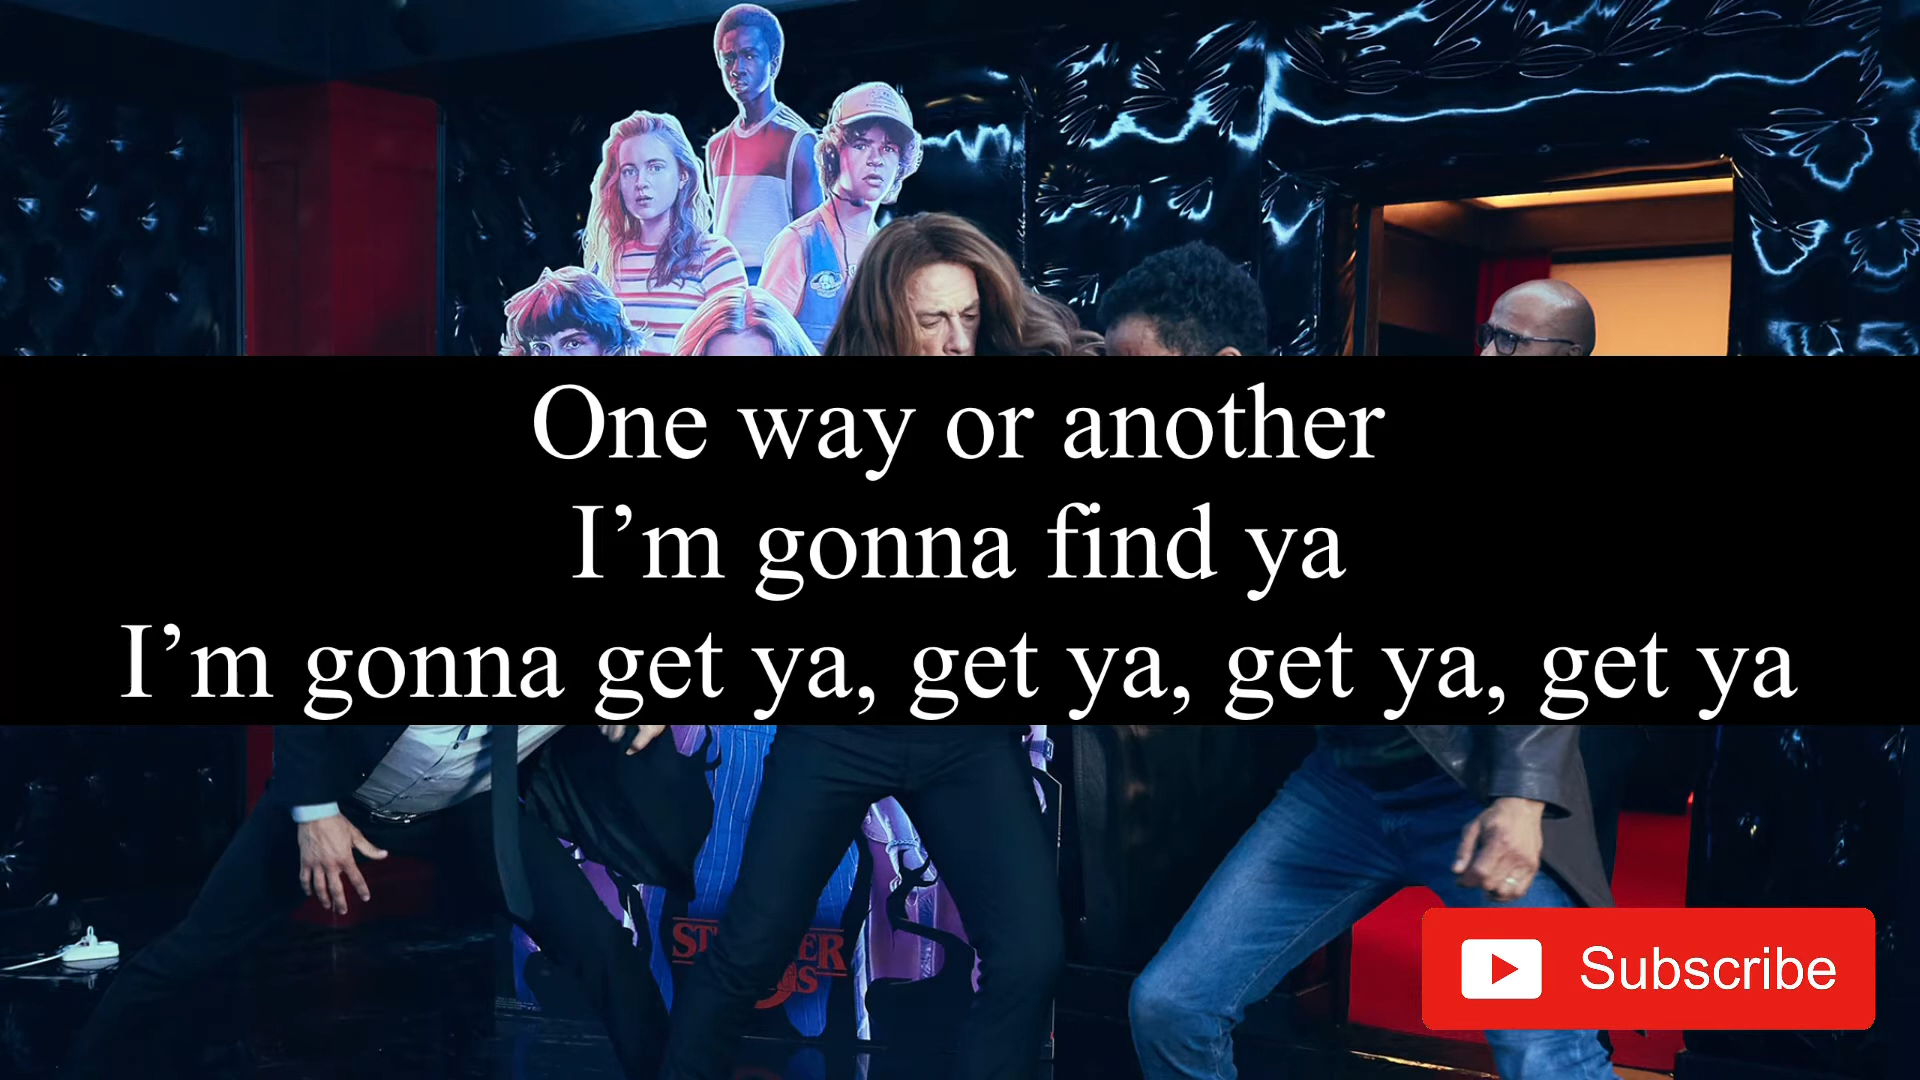 One way or another
I’m gonna find ya
I’m gonna get ya, get ya, get ya, get ya
Subscribe